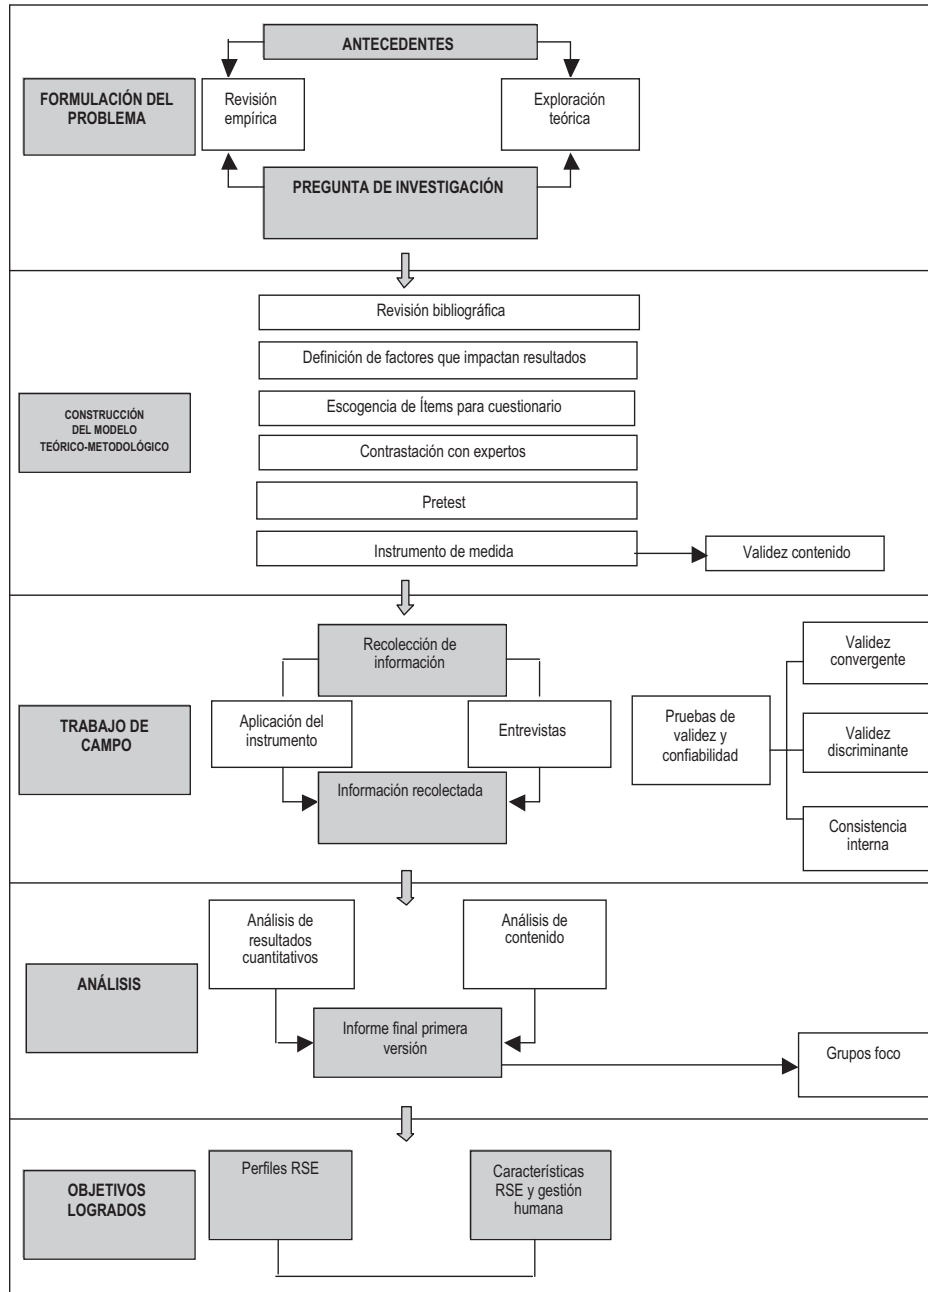 ANTECEDENTES
FORMULACIÓN DEL
PROBLEMA
Revisión
empírica
Exploración
teórica
PREGUNTA DE INVESTIGACIÓN
Revisión bibliográfica
Definición de factores que impactan resultados
Escogencia de Ítems para cuestionario
CONSTRUCCIÓN
DEL MODELO
TEÓRICO-METODOLÓGICO
Contrastación con expertos
Pretest
Instrumento de medida
Validez contenido
Recolección de
información
TRABAJO DE
CAMPO
Aplicación del
instrumento
Entrevistas
Información recolectada
Pruebas de
validez y
confiabilidad
Validez
convergente
Validez
discriminante
Consistencia
interna
ANÁLISIS
Análisis de
resultados
cuantitativos
Análisis de
contenido
Informe final primera
versión
Grupos foco
OBJETIVOS
LOGRADOS
Perfiles RSE
Características
RSE y gestión
humana